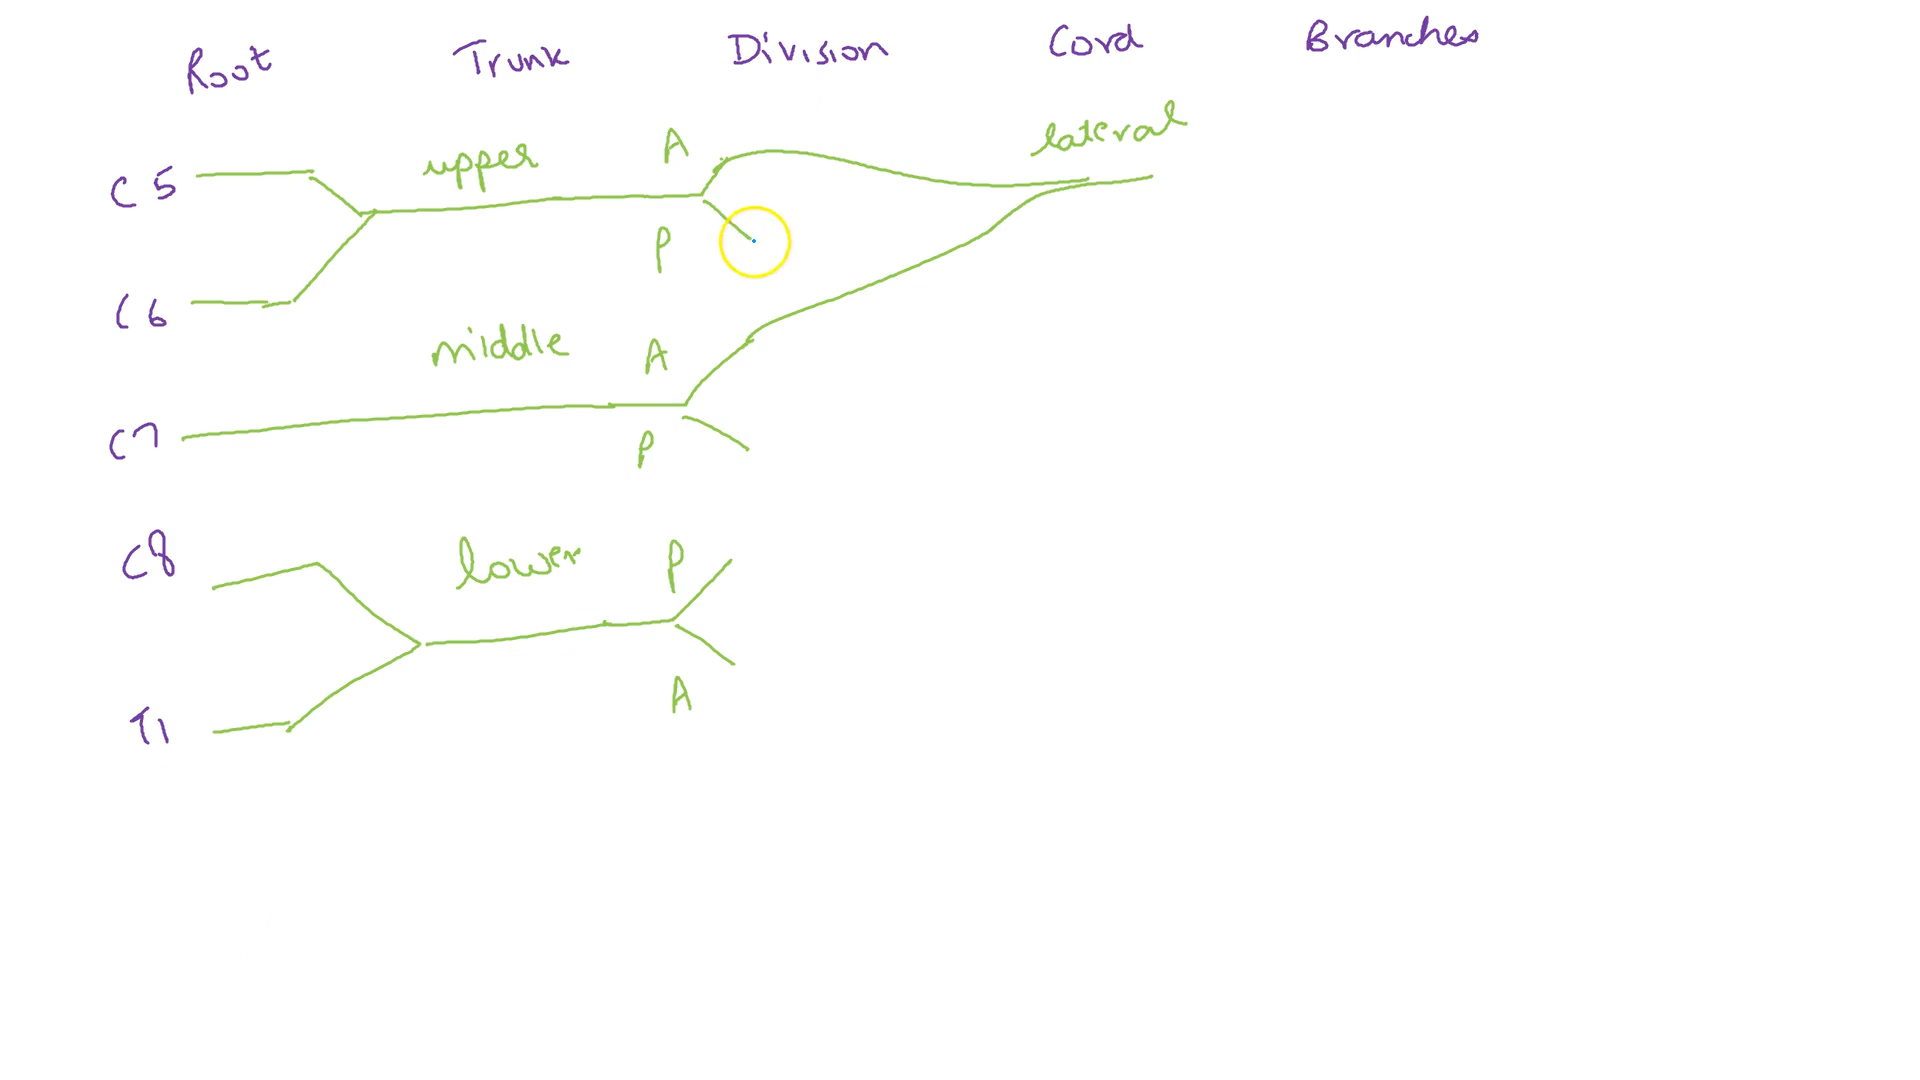 Root Trunk Division Cord Branches
upper A lateral
C5
P
C6
middle A
C7
P
C8 lower P
A
T1